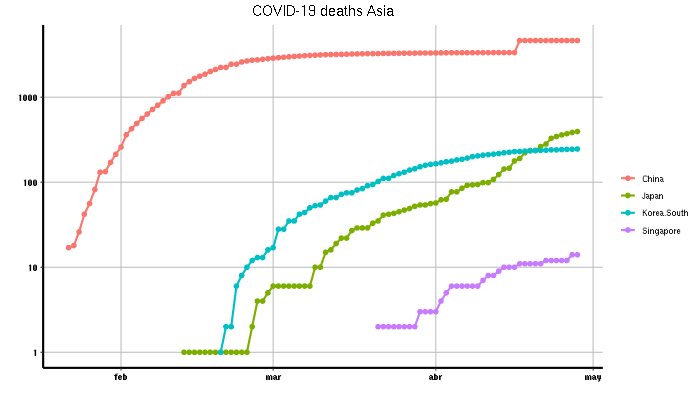 COVID-19 deaths Asia
1000
100
10
1
feb mar abr may
China
Japan
Korea.South
Singapore